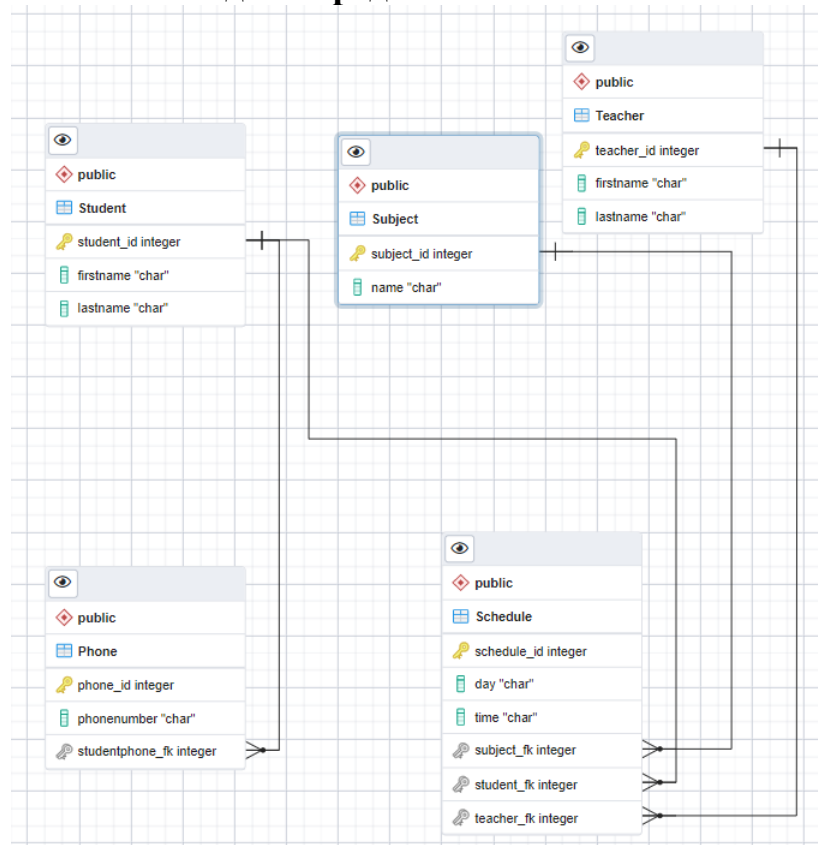 public
Teacher
teacher_id integer
firstname "char"
lastname "char"
public
Student
student_id integer
firstname "char"
lastname "char"
public
Subject
subject_id integer
name "char"
public
Phone
phone_id integer
phonenumber "char"
studentphone_fk integer
public
Schedule
schedule_id integer
day "char"
time "char"
subject_fk integer
student_fk integer
teacher_fk integer